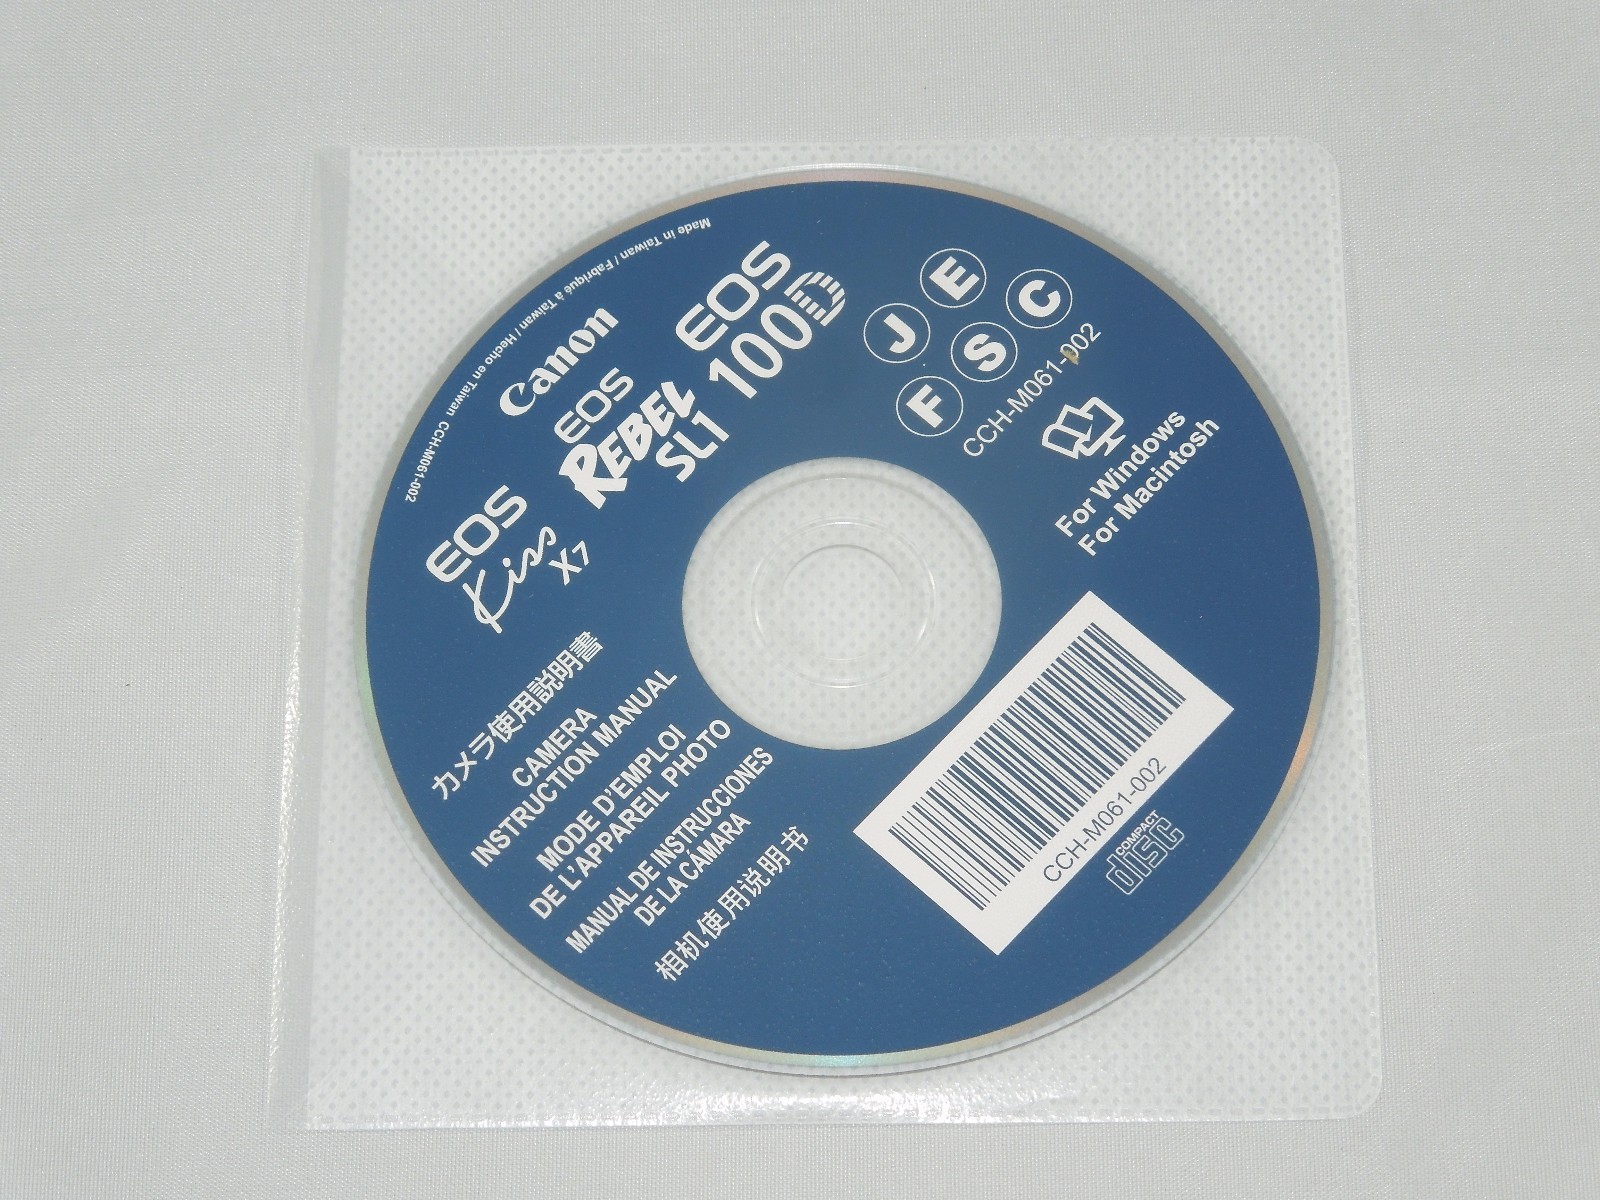 Made in Taiwan / Fabriqué à Taiwan / Hecho en Taiwan CCH-M061-002
Canon
EOS
Kiss
X7
EOS
REBEL
SL1
EOS
100D
J E
F S C
CCH-M061-002
For Windows
For Macintosh
カメラ使用説明書
CAMERA
INSTRUCTION MANUAL
MODE D'EMPLOI
DE L'APPAREIL PHOTO
MANUAL DE INSTRUCCIONES
DE LA CÁMARA
相机使用说明书
CCH-M061-002
COMPACT
disc